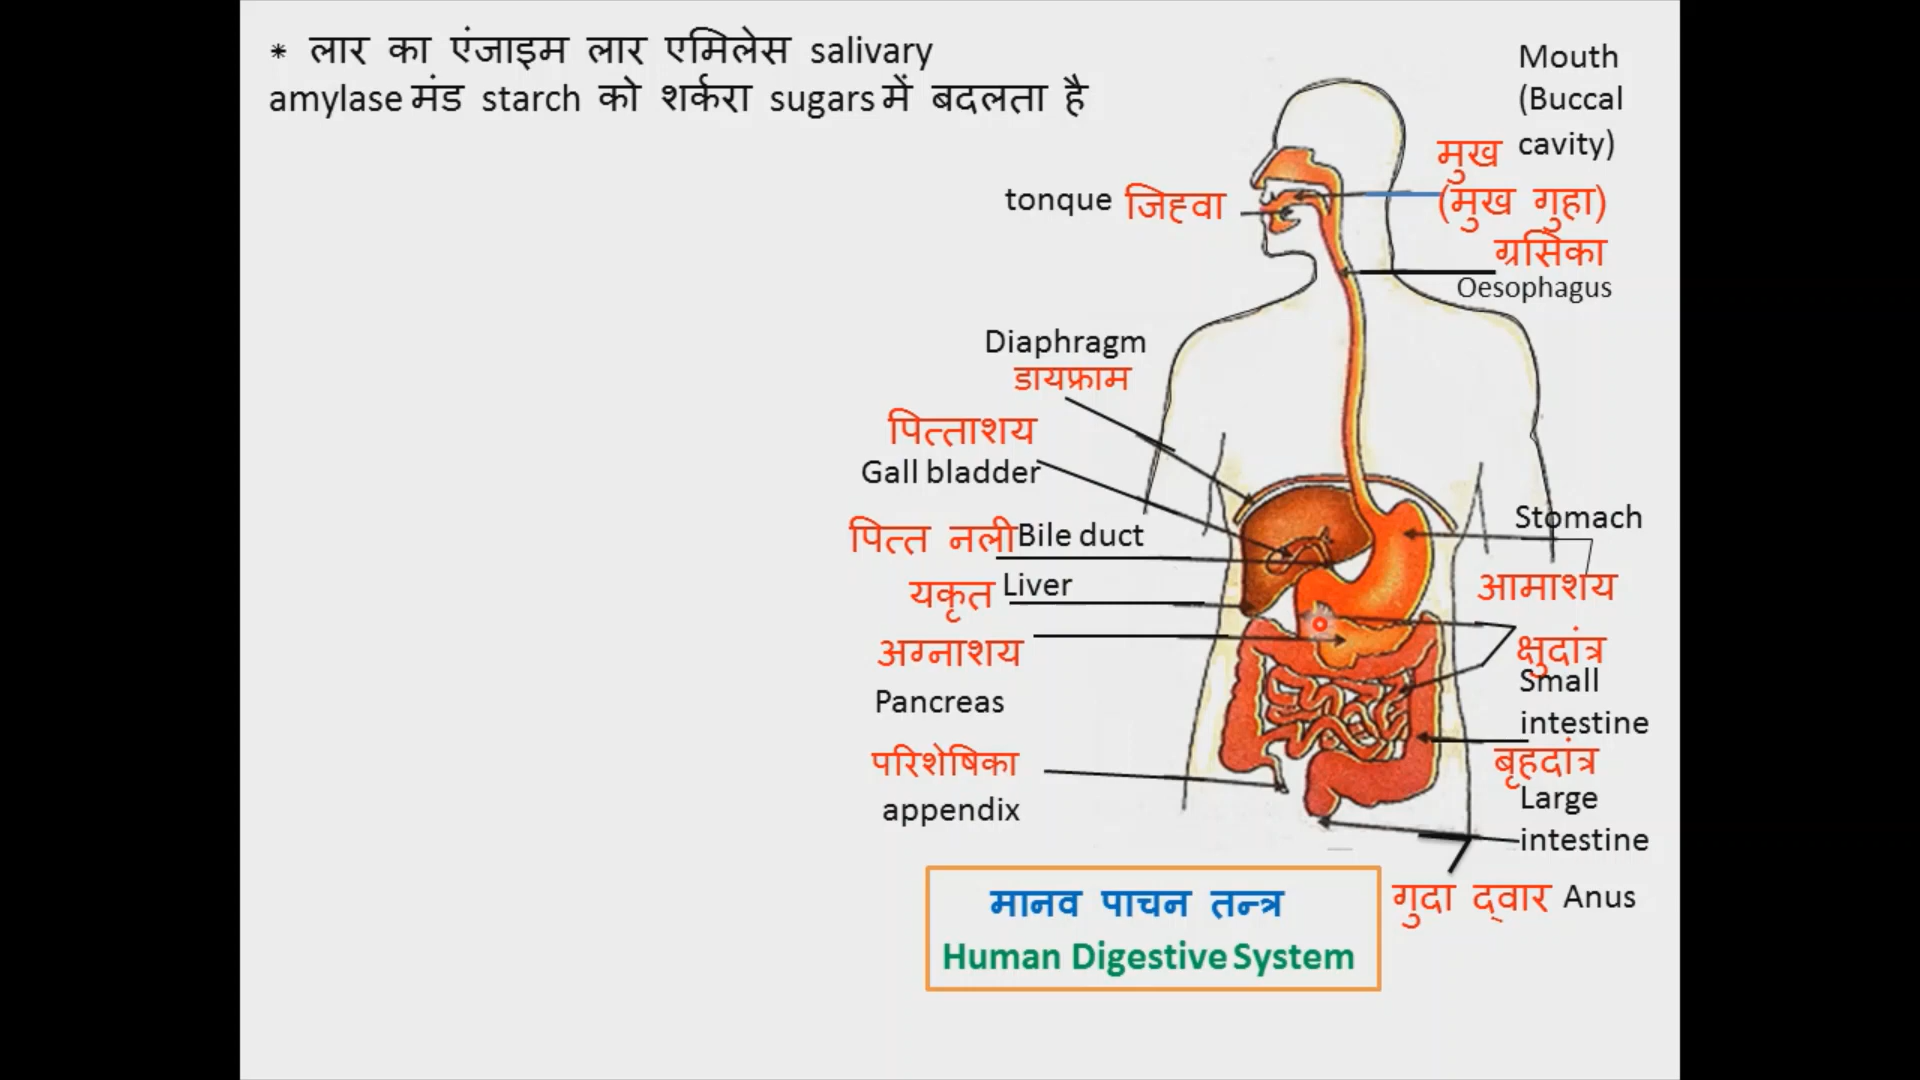 * लार का एंजाइम लार एमिलेस salivary
amylase मंड starch को शर्करा sugars में बदलता है
Mouth
(Buccal
cavity)
मुख
(मुख गुहा)
tonque जिह्वा
ग्रसिका
Oesophagus
Diaphragm
डायफ्राम
पित्ताशय
Gall bladder
पित्त नली Bile duct
यकृत Liver
अग्नाशय
Pancreas
परिशेषिका
appendix
Stomach
आमाशय
क्षुदांत्र
Small
intestine
बृहदांत्र
Large
intestine
गुदा द्वार Anus
मानव पाचन तन्त्र
Human Digestive System